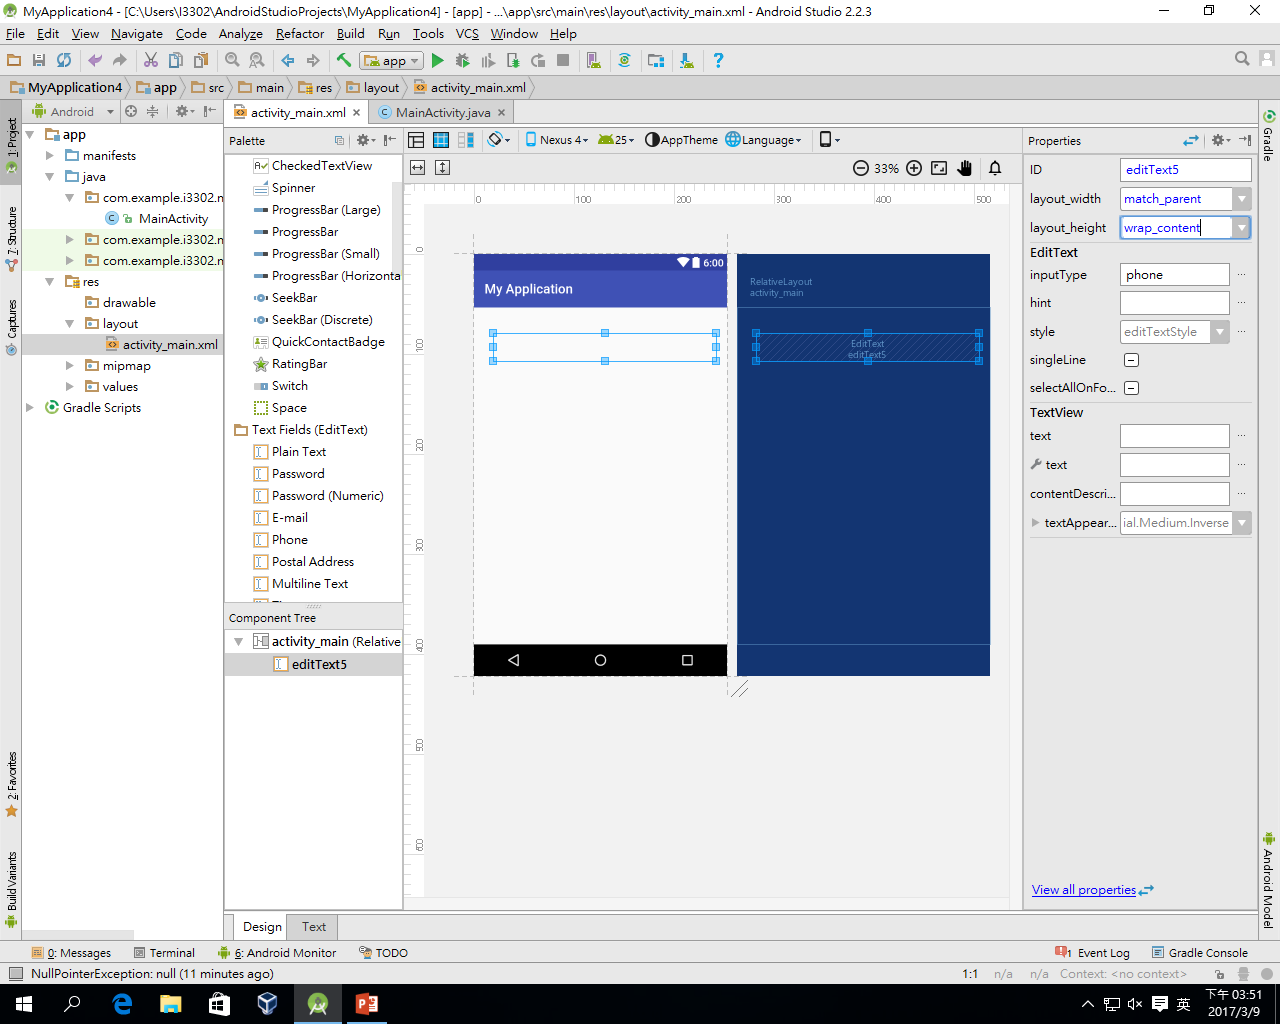 MyApplication4 - [C:\Users\I3302\AndroidStudioProjects\MyApplication4] - [app] - ...\app\src\main\res\layout\activity_main.xml - Android Studio 2.2.3
File Edit View Navigate Code Analyze Refactor Build Run Tools VCS Window Help
app
MyApplication4 app src main res layout activity_main.xml
1: Project
7: Structure
Captures
2: Favorites
Build Variants
Android
app
manifests
java
com.example.i3302.m
MainActivity
com.example.i3302.m
com.example.i3302.m
res
drawable
layout
activity_main.xml
mipmap
values
Gradle Scripts
activity_main.xml MainActivity.java
Palette
CheckedTextView
Spinner
ProgressBar (Large)
ProgressBar
ProgressBar (Small)
ProgressBar (Horizonta
SeekBar
SeekBar (Discrete)
QuickContactBadge
RatingBar
Switch
Space
Text Fields (EditText)
Plain Text
Password
Password (Numeric)
E-mail
Phone
Postal Address
Multiline Text
Component Tree
activity_main (Relative
editText5
Nexus 4 25 AppTheme Language
33%
0 100 200 500
0
100
200
300
400
500
600
6:00
My Application
RelativeLayout
activity_main
EditText
editText5
Properties
ID editText5
layout_width match_parent
layout_height wrap_content
EditText
inputType phone
hint
style editTextStyle
singleLine
selectAllOnFo...
TextView
text
text
contentDescri...
textAppear... ial.Medium.Inverse
View all properties
Gradle
Android Model
Design Text
0: Messages Terminal 6: Android Monitor TODO 1 Event Log Gradle Console
NullPointerException: null (11 minutes ago) 1:1 n/a n/a Context: <no context>
英 下午 03:51
2017/3/9